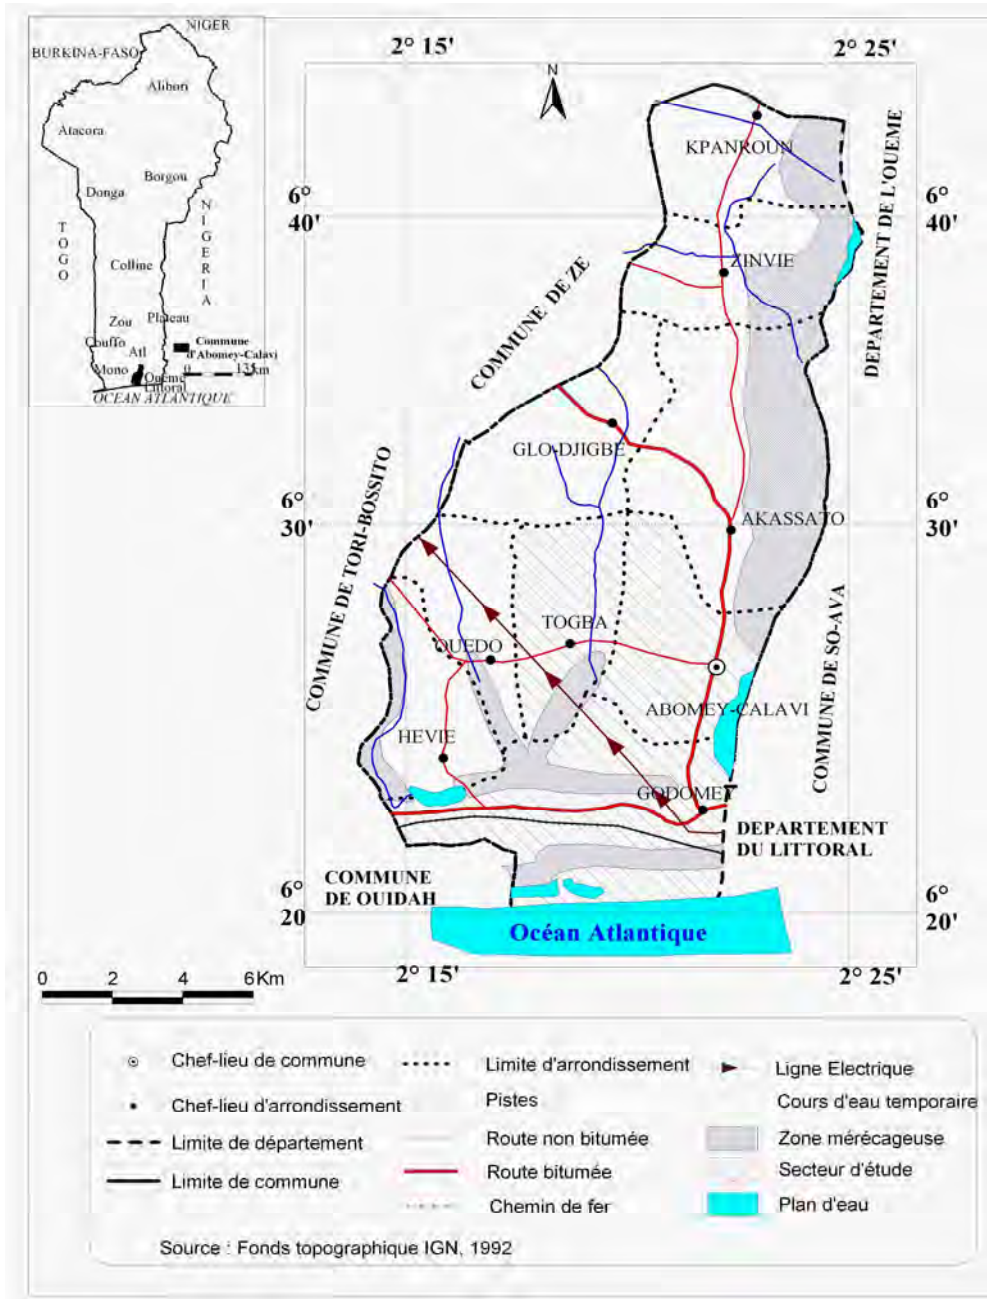 NIGER
BURKINA-FASO
Alibori
Atacora
Borgou
Donga
TOGO
NIGERIA
Colline
Zou
Plateau
Couffo
Atl
Commune
d'Abomey-Calavi
Mono
0 135km
Oueme
Littoral
OCEAN ATLANTIQUE
2° 15'
2° 25'
N
KPANROUN
DEPARTEMENT DE L'OUEME
6°
40'
6°
40'
ZINVIE
COMMUNE DE ZE
GLO-DJIGBE
COMMUNE DE TORI-BOSSITO
6°
30'
AKASSATO
6°
30'
TOGBA
OUEDO
ABOMEY-CALAVI
COMMUNE DE SO-AVA
HEVIE
GODOMEY
DEPARTEMENT
DU LITTORAL
COMMUNE
DE OUIDAH
6°
20
6°
20'
Océan Atlantique
0 2 4 6Km
2° 15'
2° 25'
Chef-lieu de commune
Limite d'arrondissement
Ligne Electrique
Chef-lieu d'arrondissement
Pistes
Cours d'eau temporaire
Limite de département
Route non bitumée
Zone mérécageuse
Limite de commune
Route bitumée
Secteur d'étude
Chemin de fer
Plan d'eau
Source : Fonds topographique IGN, 1992